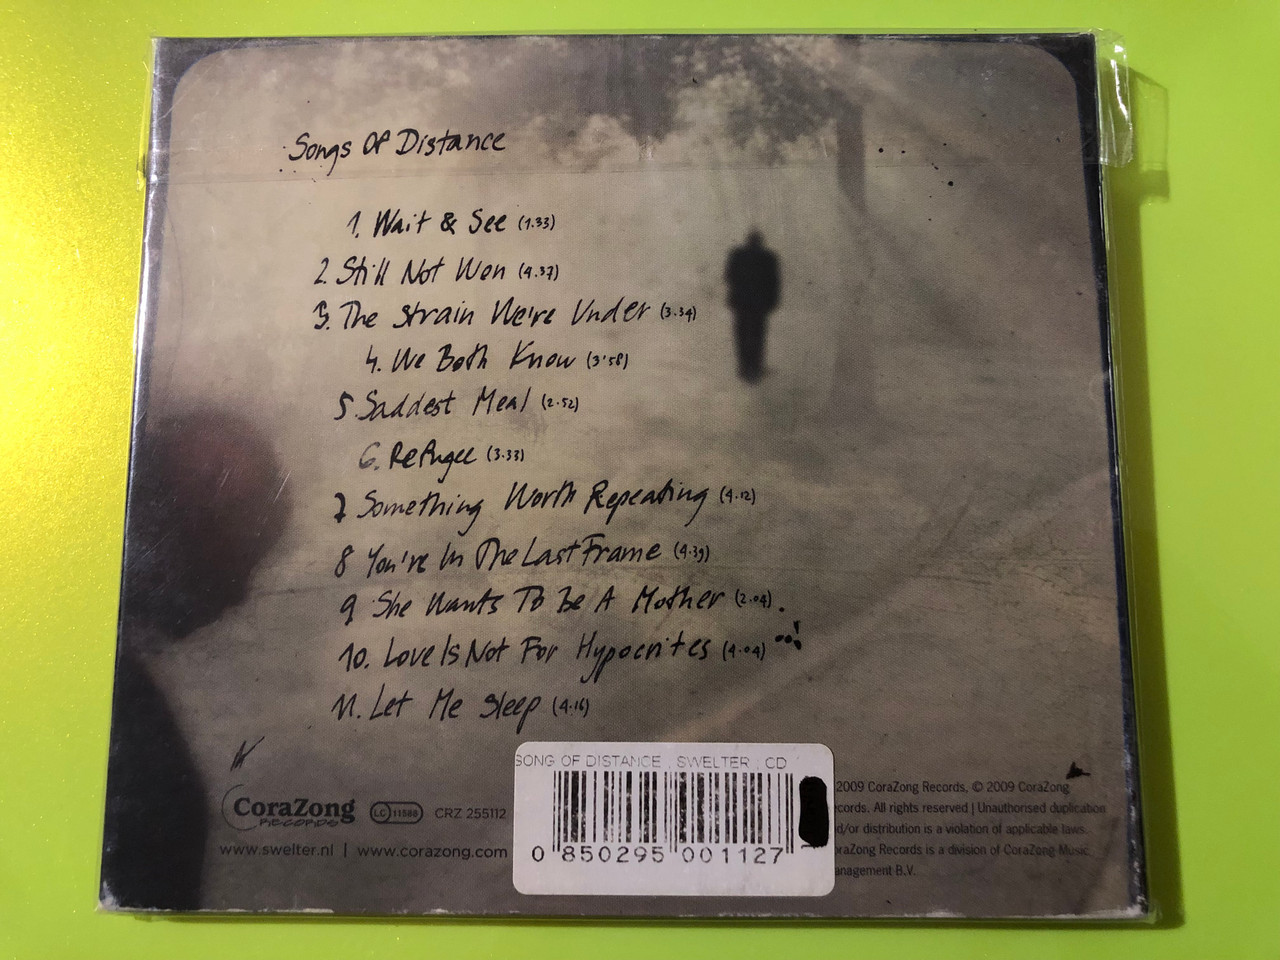 Songs Of Distance
1. Wait & See (1.33)
2. Still Not Won (4.37)
3. The Strain We're Under (3.34)
4. We Both Know (3'58)
5. Saddest Meal (2.52)
6. Refugee (3.33)
7 Something Worth Repeating (4.12)
8 You're In The Last Frame (4.39)
9 She Wants To Be A Mother (2.04).
10. Love Is Not For Hypocrites (4.04)
11. Let Me Sleep (4.16)
CoraZong
RECORDS
LC 11588
CRZ 255112
www.swelter.nl | www.corazong.com
SONG OF DISTANCE . SWELTER . CD
0 850295 001127
2009 CoraZong Records, © 2009 CoraZong
ecords. All rights reserved | Unauthorised duplication
d/or distribution is a violation of applicable laws.
oraZong Records is a division of CoraZong Music
anagement B.V.